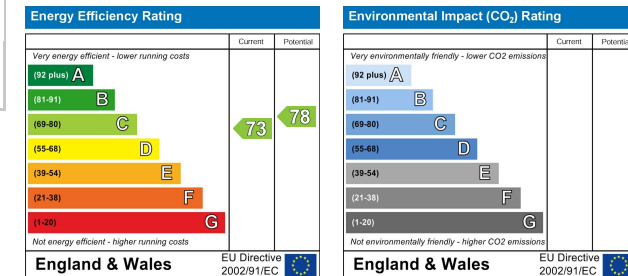 Energy Efficiency Rating
Current Potential
Very energy efficient - lower running costs
(92 plus) A
(81-91) B
(69-80) C
(55-68) D
(39-54) E
(21-38) F
(1-20) G
73
78
Not energy efficient - higher running costs
England & Wales
EU Directive
2002/91/EC
Environmental Impact (CO₂) Rating
Current Potential
Very environmentally friendly - lower CO2 emissions
(92 plus) A
(81-91) B
(69-80) C
(55-68) D
(39-54) E
(21-38) F
(1-20) G
Not environmentally friendly - higher CO2 emissions
England & Wales
EU Directive
2002/91/EC